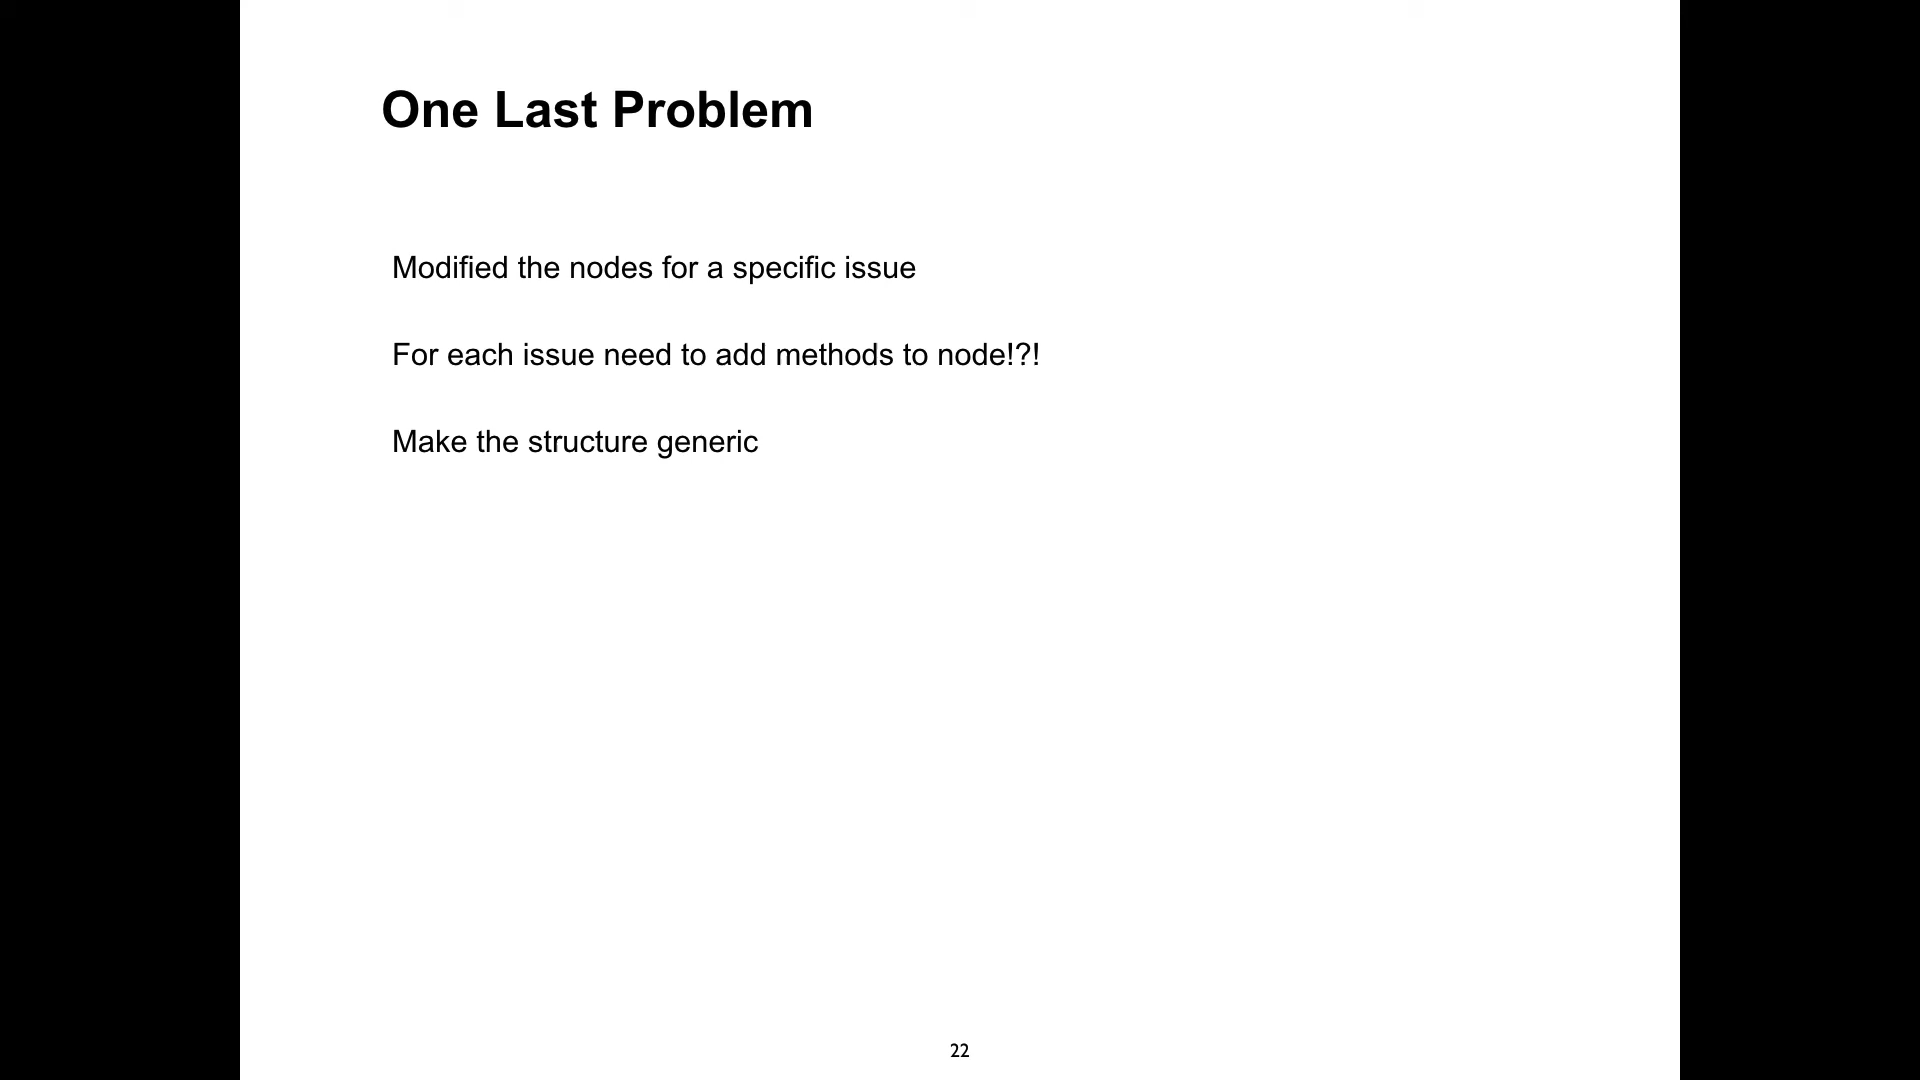 One Last Problem
Modified the nodes for a specific issue
For each issue need to add methods to node!?!
Make the structure generic
22